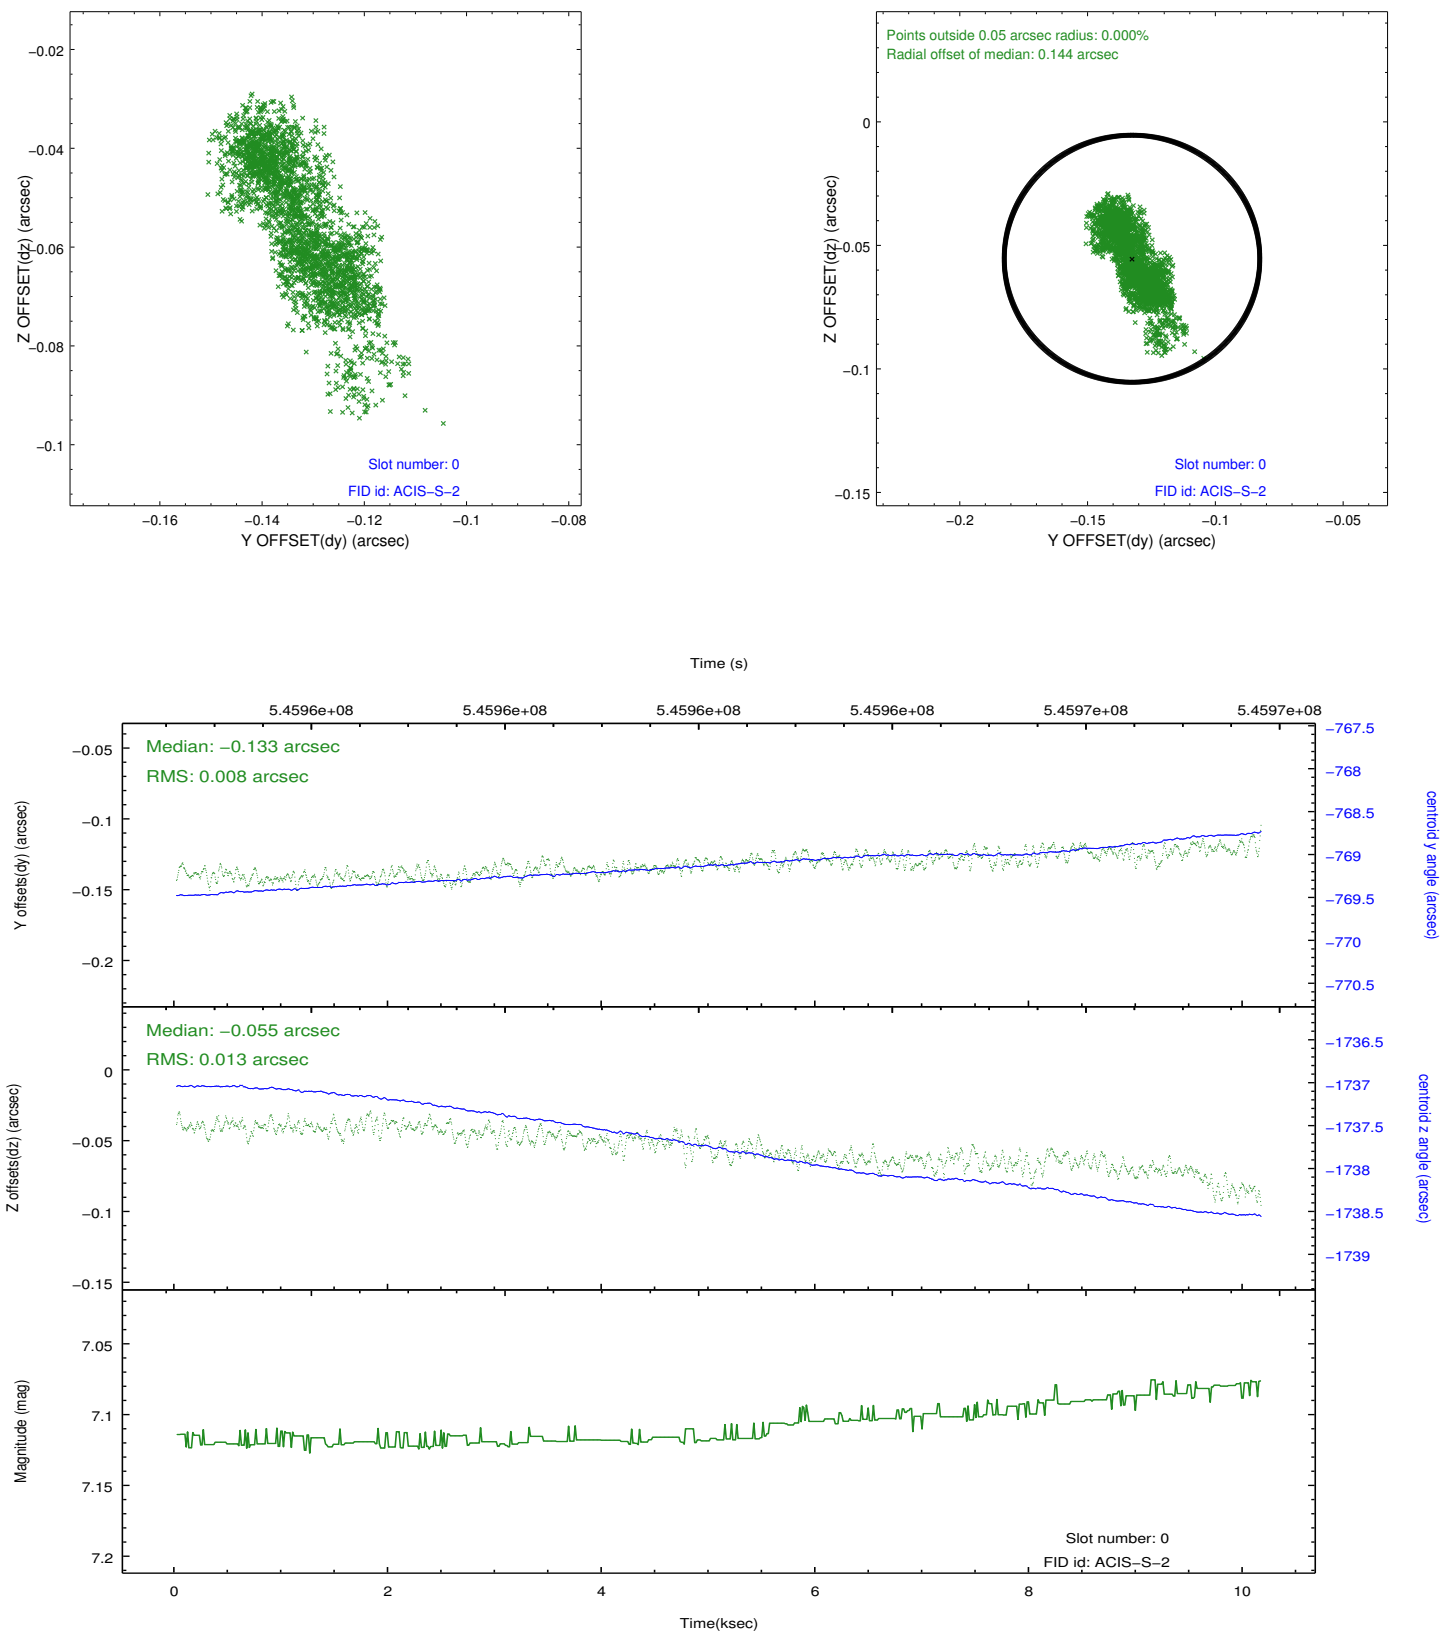 −0.02
−0.04
−0.06
−0.08
−0.1
Z OFFSET(dz) (arcsec)
Slot number: 0
FID id: ACIS−S−2
−0.16
−0.14
−0.12
−0.1
−0.08
Y OFFSET(dy) (arcsec)
Points outside 0.05 arcsec radius: 0.000%
Radial offset of median: 0.144 arcsec
0
−0.05
−0.1
−0.15
Z OFFSET(dz) (arcsec)
Slot number: 0
FID id: ACIS−S−2
−0.2
−0.15
−0.1
−0.05
Y OFFSET(dy) (arcsec)
Time (s)
5.4596e+08
5.4596e+08
5.4596e+08
5.4596e+08
5.4597e+08
5.4597e+08
Median: −0.133 arcsec
RMS: 0.008 arcsec
−0.05
−0.1
−0.15
−0.2
Y offsets(dy) (arcsec)
−767.5
−768
−768.5
−769
−769.5
−770
−770.5
centroid y angle (arcsec)
Median: −0.055 arcsec
RMS: 0.013 arcsec
0
−0.05
−0.1
−0.15
Z offsets(dz) (arcsec)
−1736.5
−1737
−1737.5
−1738
−1738.5
−1739
centroid z angle (arcsec)
7.05
7.1
7.15
7.2
Magnitude (mag)
Slot number: 0
FID id: ACIS−S−2
0
2
4
6
8
10
Time(ksec)